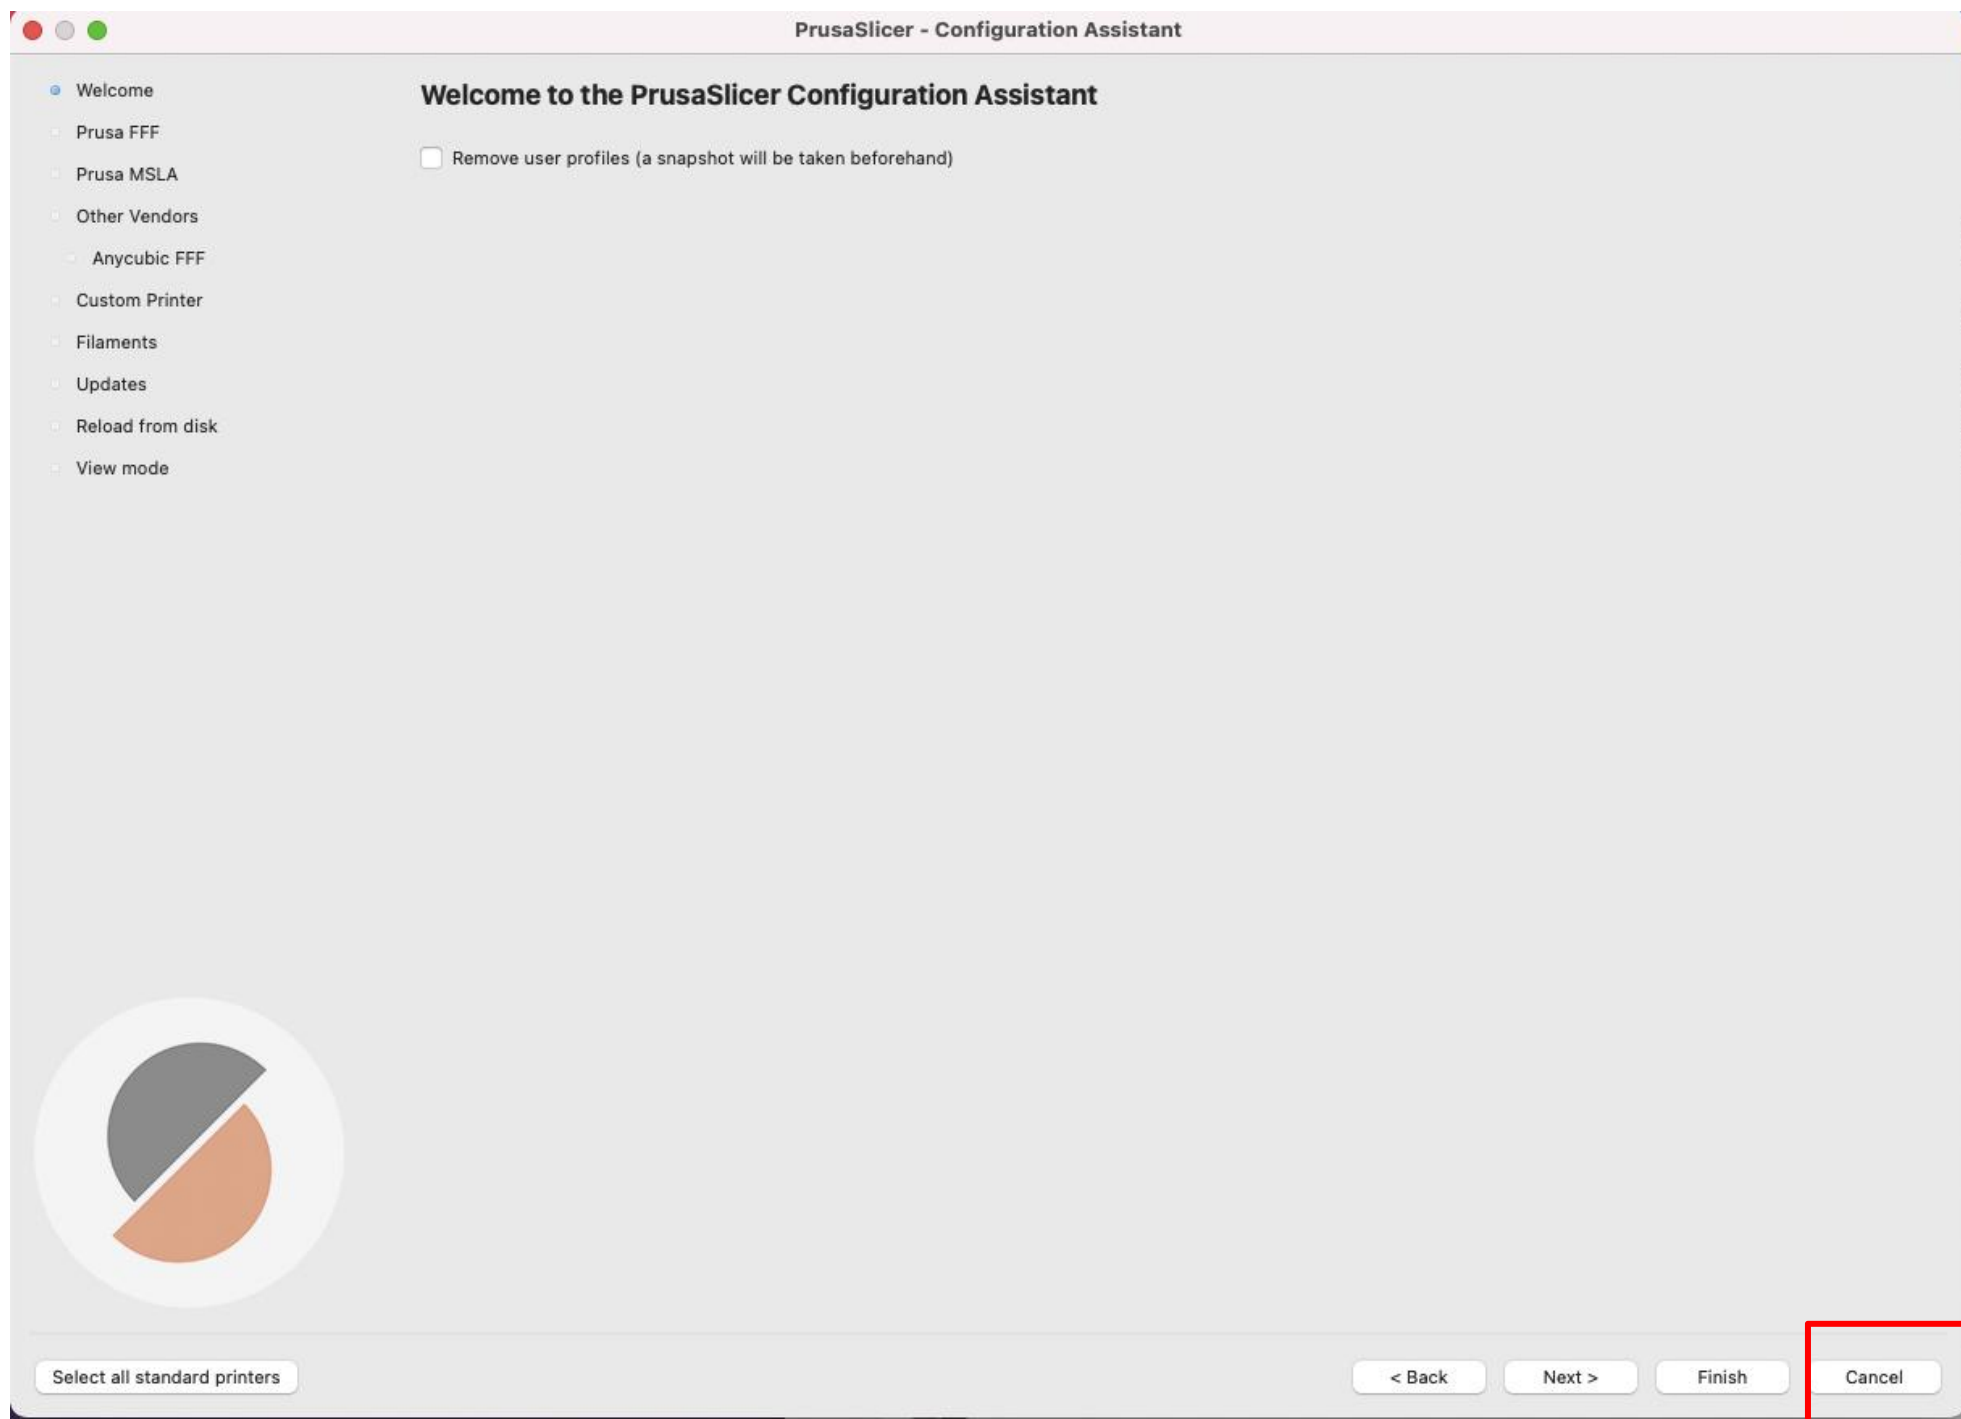 PrusaSlicer - Configuration Assistant
Welcome
Prusa FFF
Prusa MSLA
Other Vendors
Anycubic FFF
Custom Printer
Filaments
Updates
Reload from disk
View mode
Welcome to the PrusaSlicer Configuration Assistant
Remove user profiles (a snapshot will be taken beforehand)
Select all standard printers
< Back
Next >
Finish
Cancel